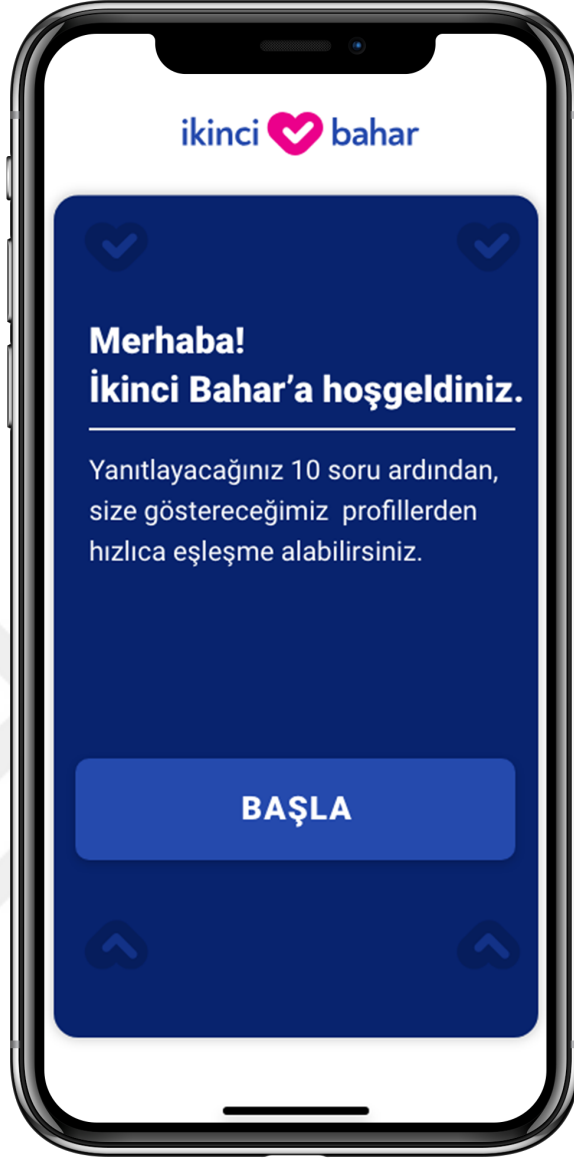 ikinci bahar
Merhaba!
İkinci Bahar’a hoşgeldiniz.
Yanıtlayacağınız 10 soru ardından,
size göstereceğimiz profillerden
hızlıca eşleşme alabilirsiniz.
BAŞLA